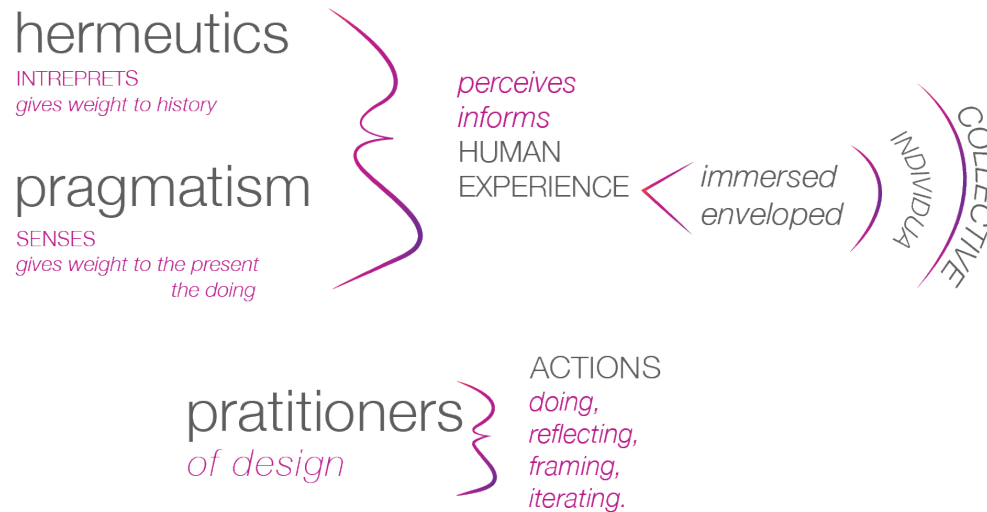 hermeutics
INTREPRETS
gives weight to history
pragmatism
SENSES
gives weight to the present
the doing
perceives
informs
HUMAN
EXPERIENCE
immersed
enveloped
INDIVIDUA
COLLECTIVE
pratitioners
of design
ACTIONS
doing,
reflecting,
framing,
iterating.